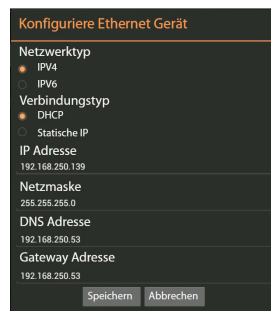 Konfiguriere Ethernet Gerät
Netzwerktyp
IPV4
IPV6
Verbindungstyp
DHCP
Statische IP
IP Adresse
192.168.250.139
Netzmaske
255.255.255.0
DNS Adresse
192.168.250.53
Gateway Adresse
192.168.250.53
Speichern Abbrechen